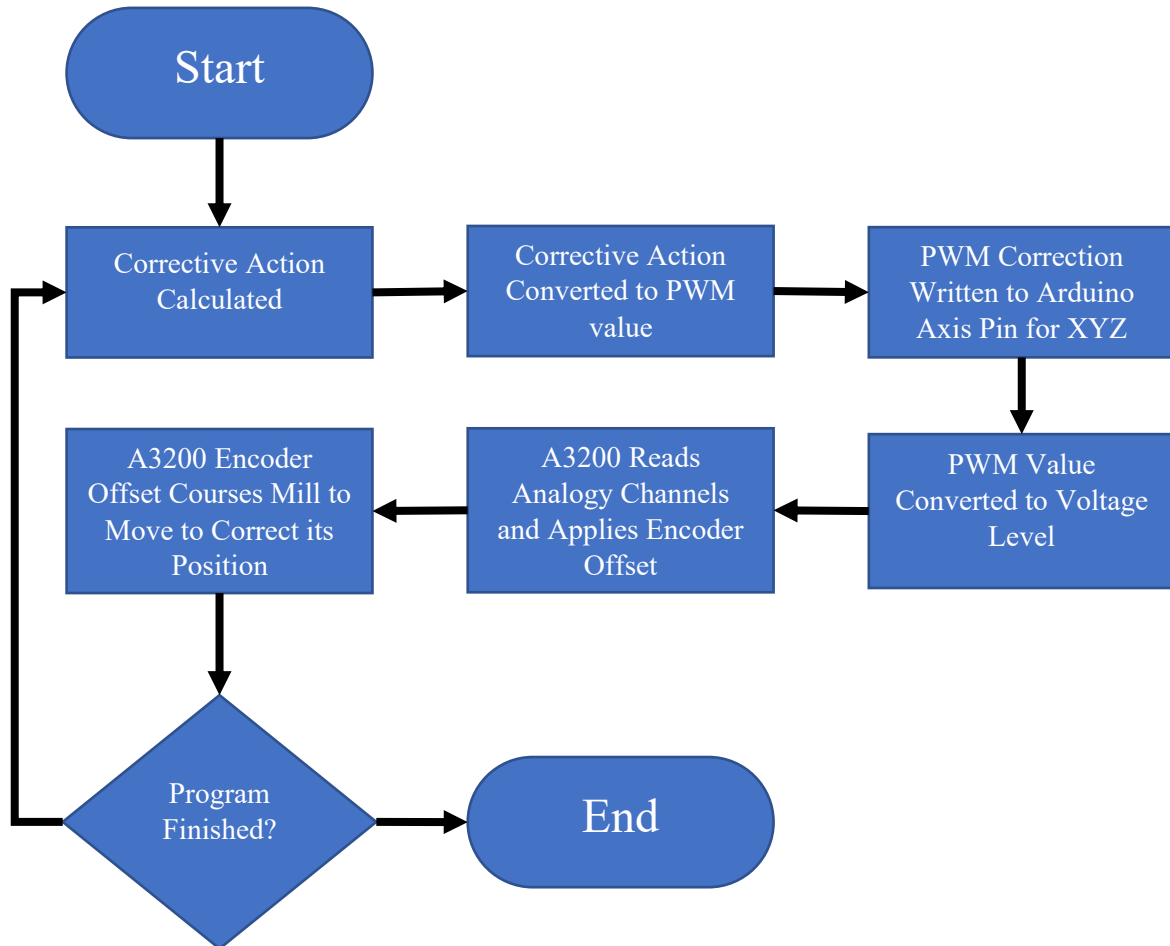 Start
Corrective Action
Calculated
Corrective Action
Converted to PWM
value
PWM Correction
Written to Arduino
Axis Pin for XYZ
PWM Value
Converted to Voltage
Level
A3200 Reads
Analogy Channels
and Applies Encoder
Offset
A3200 Encoder
Offset Courses Mill to
Move to Correct its
Position
Program
Finished?
End